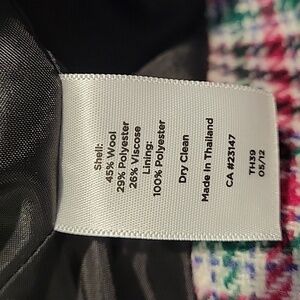 Shell:
45% Wool
29% Polyester
26% Viscose
Lining:
100% Polyester
Dry Clean
Made In Thailand
CA #23147
TH39
05/12